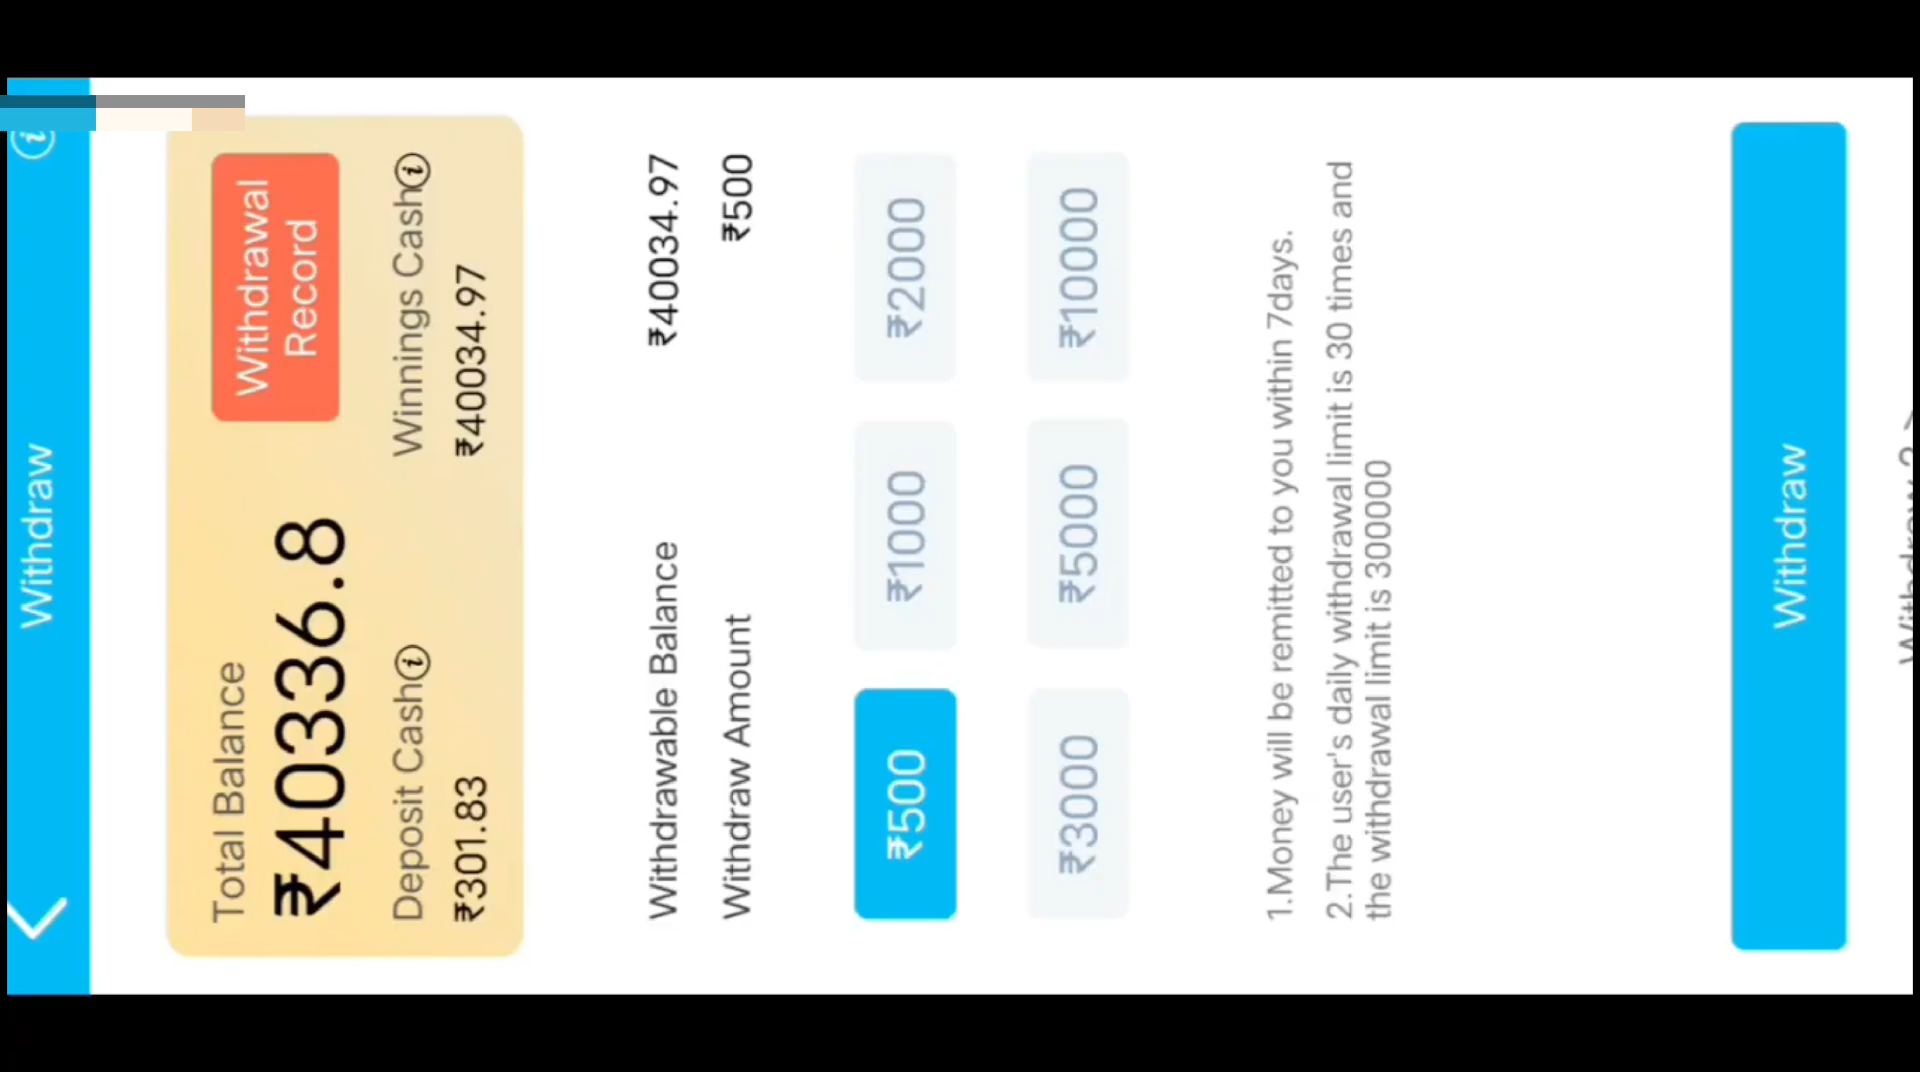 Withdraw
Total Balance
₹40336.8
Withdrawal
Record
Deposit Cash
Winnings Cash
₹301.83
₹40034.97
Withdrawable Balance
₹40034.97
Withdraw Amount
₹500
₹500
₹1000
₹2000
₹3000
₹5000
₹10000
1.Money will be remitted to you within 7days.
2.The user's daily withdrawal limit is 30 times and
the withdrawal limit is 300000
Withdraw